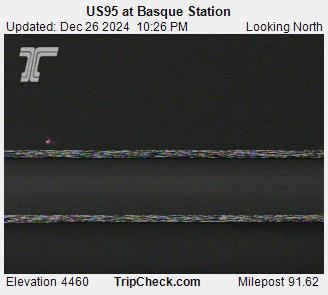 US95 at Basque Station
Updated: Dec 26 2024 10:26 PM Looking North
Elevation 4460 TripCheck.com Milepost 91.62